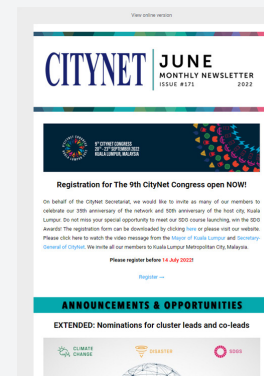 View online version
CITYNET
JUNE
MONTHLY NEWSLETTER
ISSUE #171 2022
9TH CITYNET CONGRESS
20TH - 23RD SEPTEMBER 2022
KUALA LUMPUR, MALAYSIA
Registration for The 9th CityNet Congress open NOW!
On behalf of the CityNet Secretariat, we would like to invite as many of our members to
celebrate our 35th anniversary of the network and 50th anniversary of the host city, Kuala
Lumpur. Do not miss your special opportunity to meet our SDG course launching, win the SDG
Awards! The registration form can be downloaded by clicking here or please visit our website.
Please click here to watch the video message from the Mayor of Kuala Lumpur and Secretary-
General of CityNet. We invite all our members to Kuala Lumpur Metropolitan City, Malaysia.
Please register before 14 July 2022!
Register →
ANNOUNCEMENTS & OPPORTUNITIES
EXTENDED: Nominations for cluster leads and co-leads
CLIMATE
CHANGE
DISASTER
SDGS